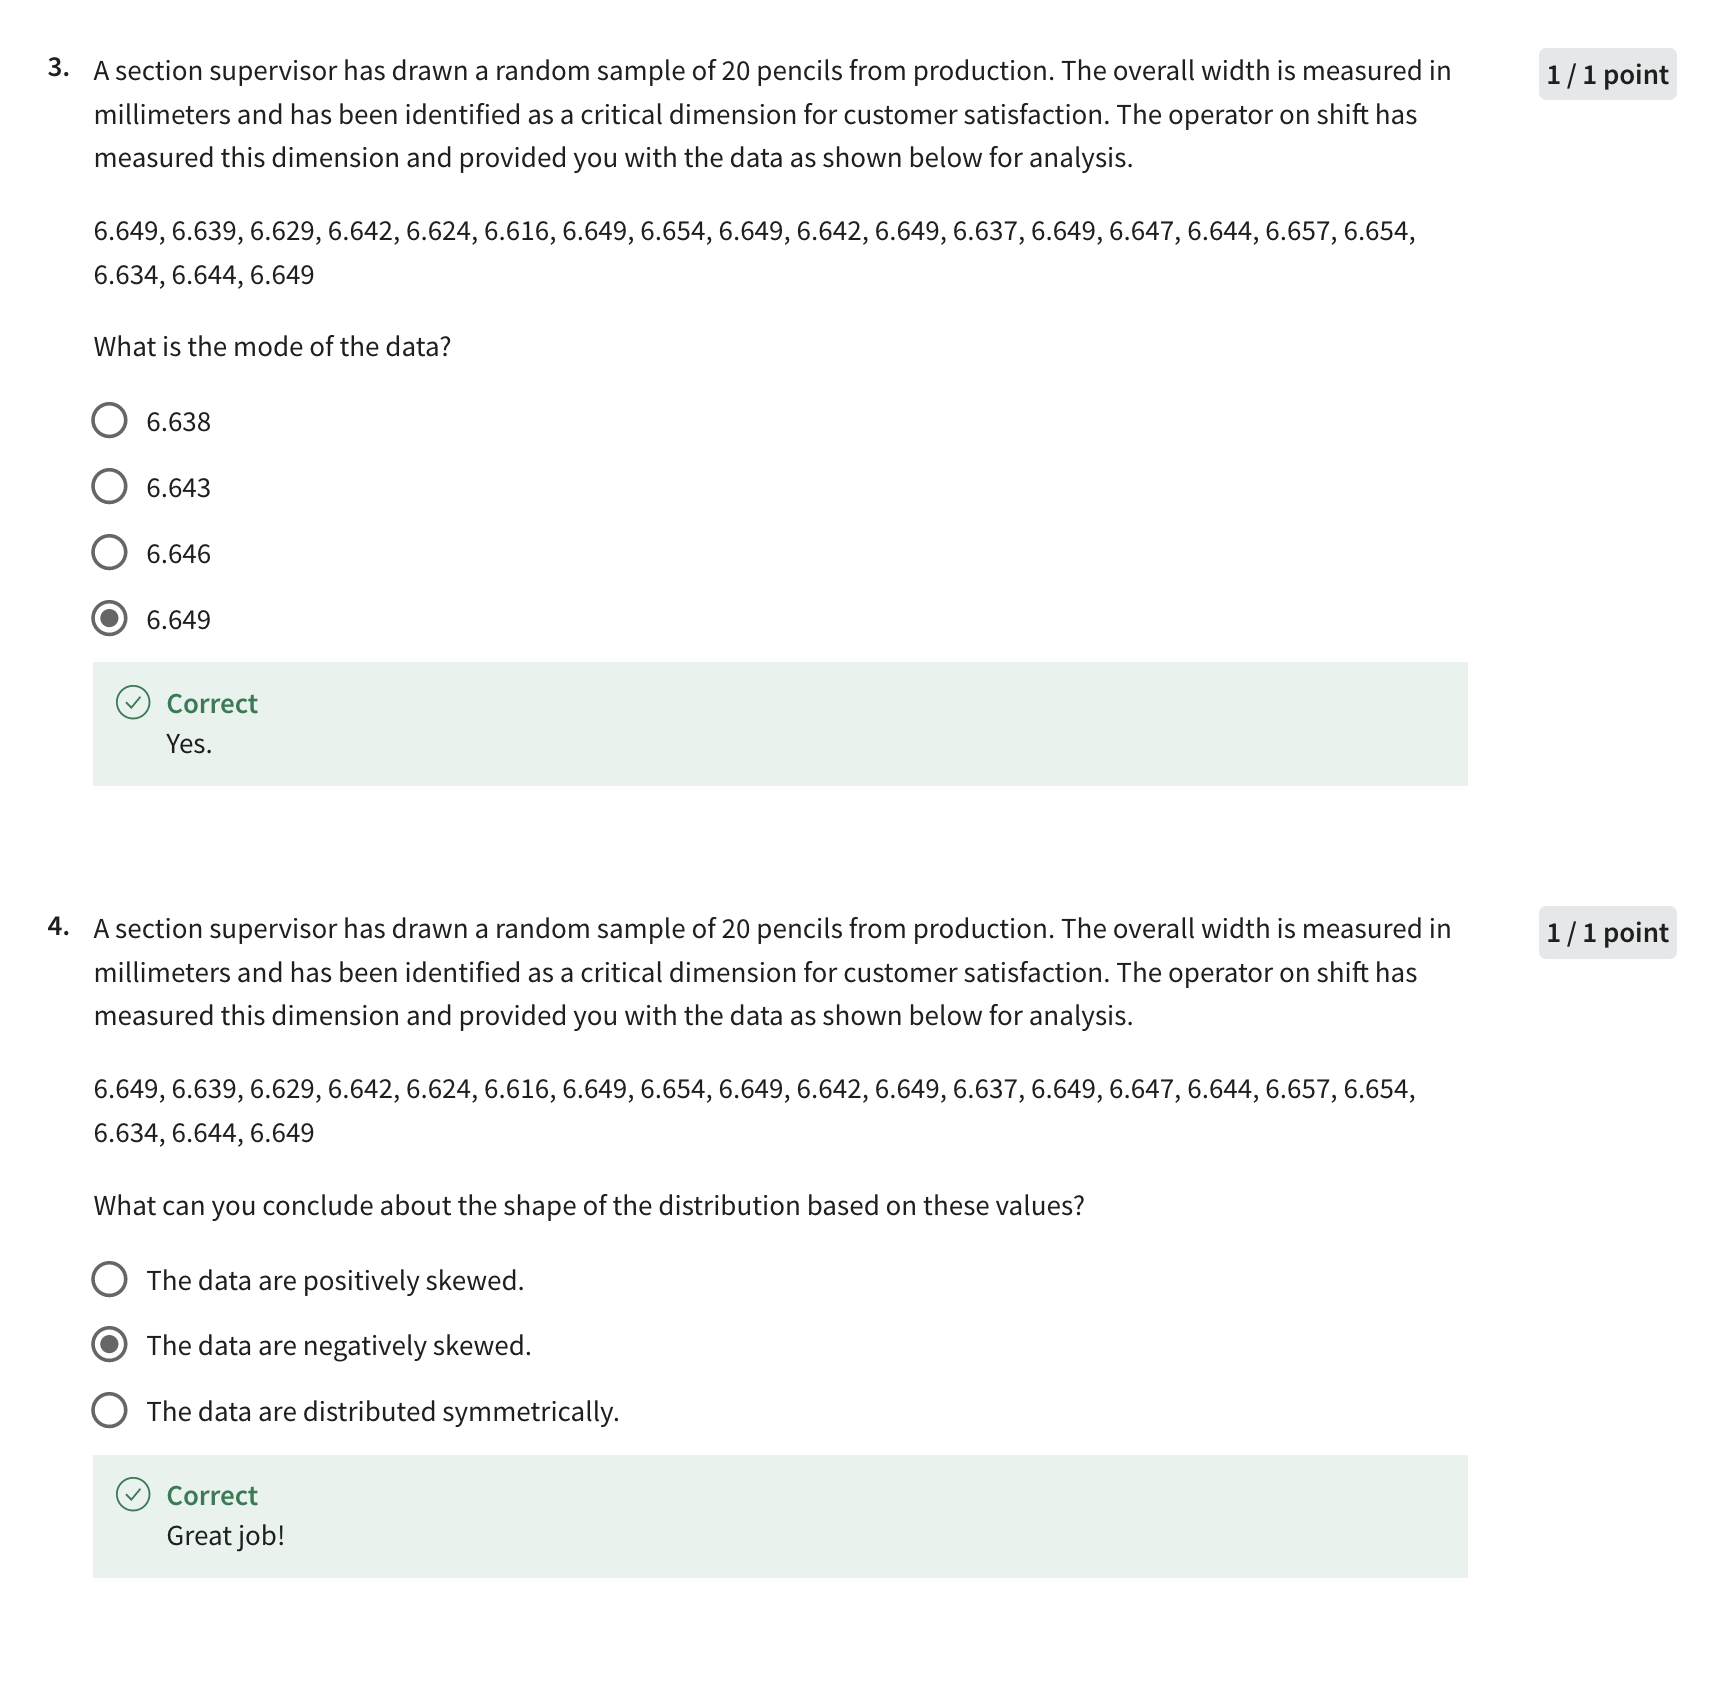 3. A section supervisor has drawn a random sample of 20 pencils from production. The overall width is measured in
1 / 1 point
millimeters and has been identified as a critical dimension for customer satisfaction. The operator on shift has
measured this dimension and provided you with the data as shown below for analysis.
6.649, 6.639, 6.629, 6.642, 6.624, 6.616, 6.649, 6.654, 6.649, 6.642, 6.649, 6.637, 6.649, 6.647, 6.644, 6.657, 6.654,
6.634, 6.644, 6.649
What is the mode of the data?
6.638
6.643
6.646
6.649
Correct
Yes.
4. A section supervisor has drawn a random sample of 20 pencils from production. The overall width is measured in
1 / 1 point
millimeters and has been identified as a critical dimension for customer satisfaction. The operator on shift has
measured this dimension and provided you with the data as shown below for analysis.
6.649, 6.639, 6.629, 6.642, 6.624, 6.616, 6.649, 6.654, 6.649, 6.642, 6.649, 6.637, 6.649, 6.647, 6.644, 6.657, 6.654,
6.634, 6.644, 6.649
What can you conclude about the shape of the distribution based on these values?
The data are positively skewed.
The data are negatively skewed.
The data are distributed symmetrically.
Correct
Great job!